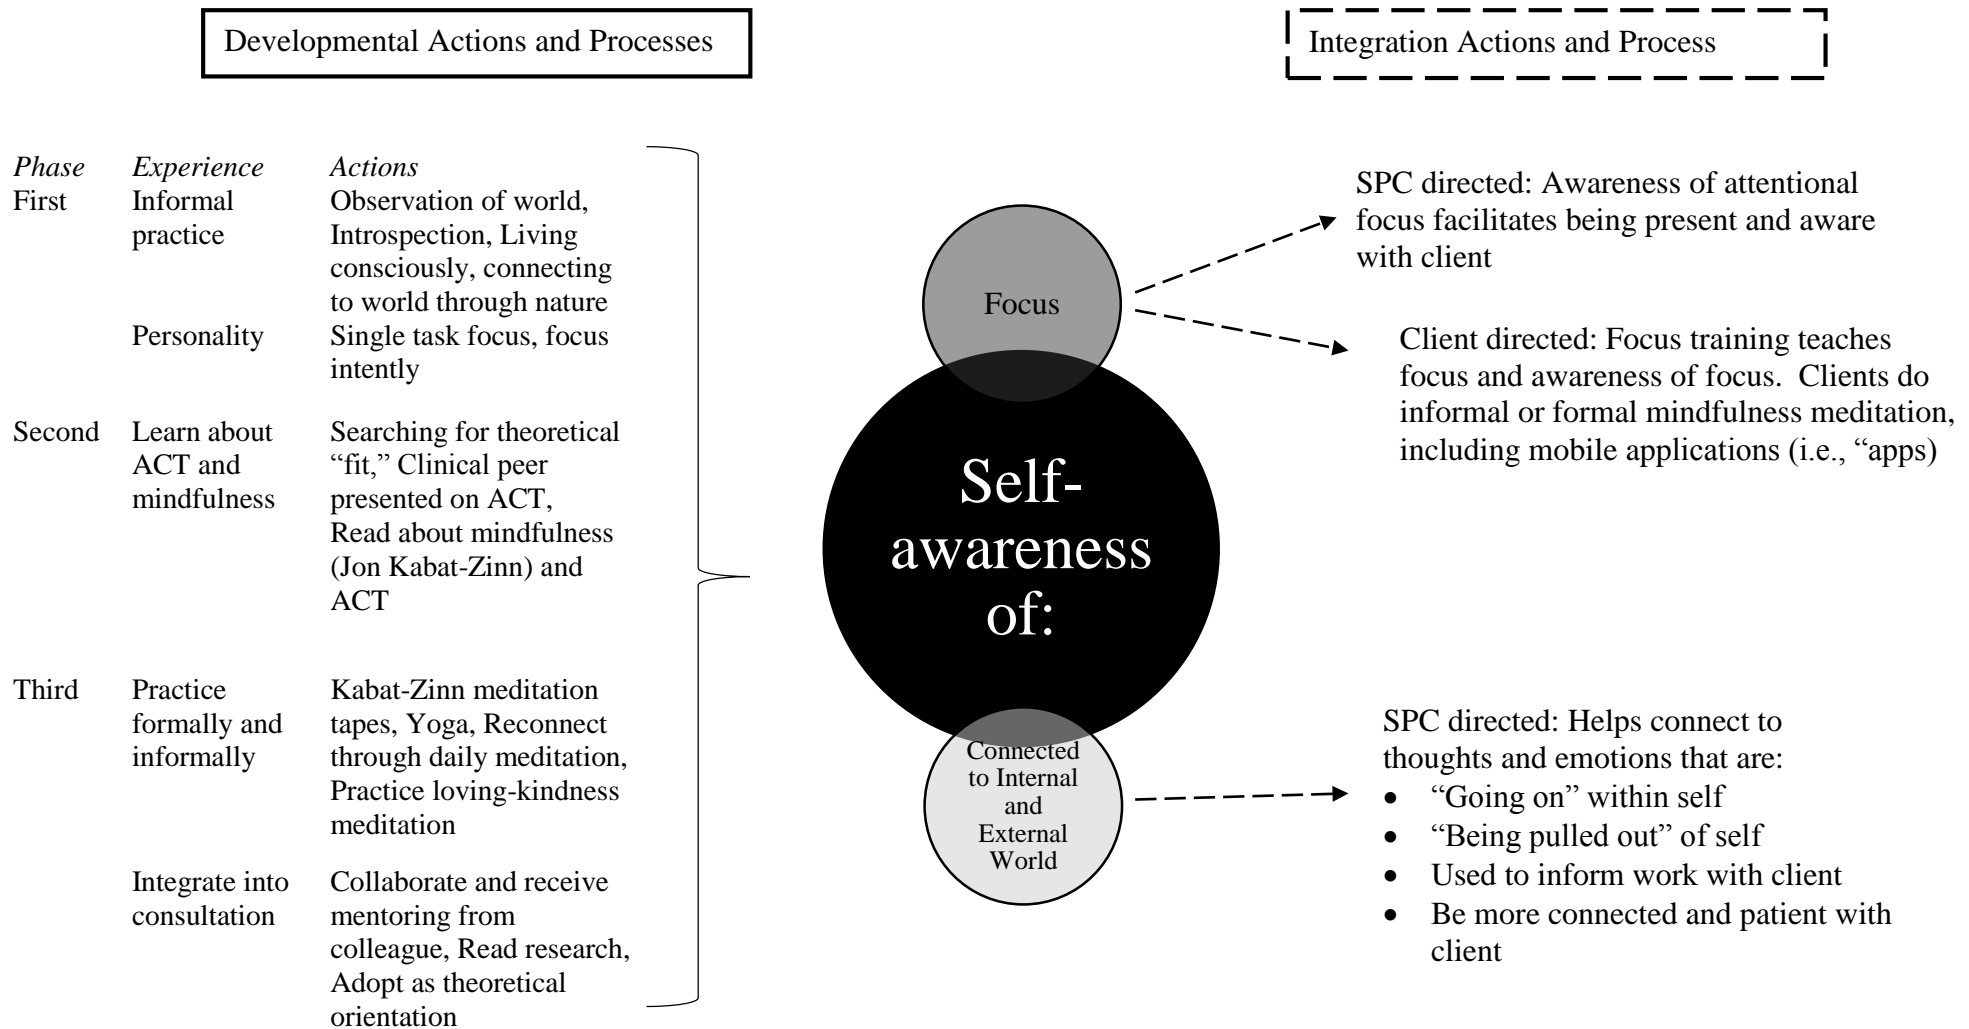 Developmental Actions and Processes
Integration Actions and Process
Phase Experience Actions
First Informal practice Observation of world,
Introspection, Living
consciously, connecting
to world through nature
Personality Single task focus, focus
intently
Second Learn about ACT and mindfulness Searching for theoretical
“fit,” Clinical peer
presented on ACT,
Read about mindfulness
(Jon Kabat-Zinn) and
ACT
Third Practice formally and informally Kabat-Zinn meditation
tapes, Yoga, Reconnect
through daily meditation,
Practice loving-kindness
meditation
Integrate into consultation Collaborate and receive
mentoring from
colleague, Read research,
Adopt as theoretical
orientation
Focus
Self-
awareness
of:
Connected
to Internal
and
External
World
SPC directed: Awareness of attentional
focus facilitates being present and aware
with client
Client directed: Focus training teaches
focus and awareness of focus.  Clients do
informal or formal mindfulness meditation,
including mobile applications (i.e., “apps)
SPC directed: Helps connect to
thoughts and emotions that are:
• “Going on” within self
• “Being pulled out” of self
• Used to inform work with client
• Be more connected and patient with
client